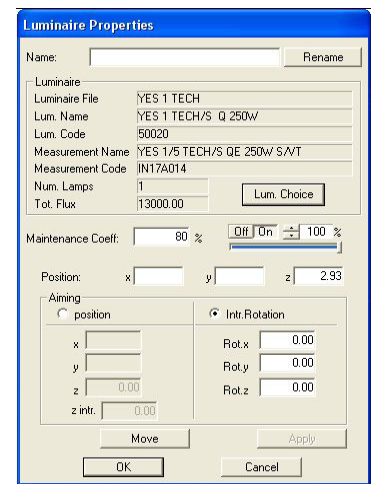 Luminaire Properties
Name: Rename
Luminaire
Luminaire File YES 1 TECH
Lum. Name YES 1 TECH/S Q 250W
Lum. Code 50020
Measurement Name YES 1/5 TECH/S QE 250W S/VT
Measurement Code IN17A014
Num. Lamps 1
Tot. Flux 13000.00 Lum. Choice
Maintenance Coeff: 80 % Off On 100 %
Position: x y z 2.93
Aiming
position Intr.Rotation
x Rot.x 0.00
y Rot.y 0.00
z 0.00 Rot.z 0.00
z intr. 0.00
Move Apply
OK Cancel